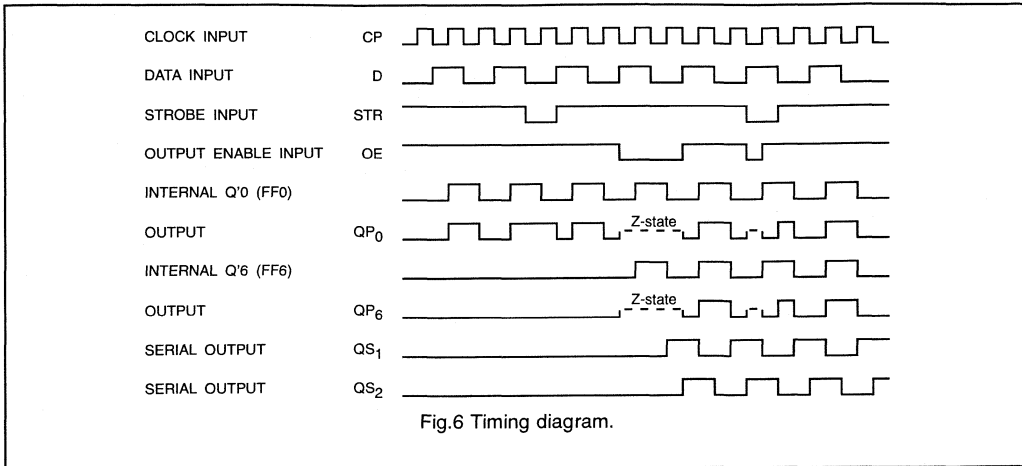 CLOCK INPUT CP
DATA INPUT D
STROBE INPUT STR
OUTPUT ENABLE INPUT OE
INTERNAL Q'0 (FF0)
OUTPUT QP0 Z-state
INTERNAL Q'6 (FF6)
OUTPUT QP6 Z-state
SERIAL OUTPUT QS1
SERIAL OUTPUT QS2
Fig.6 Timing diagram.